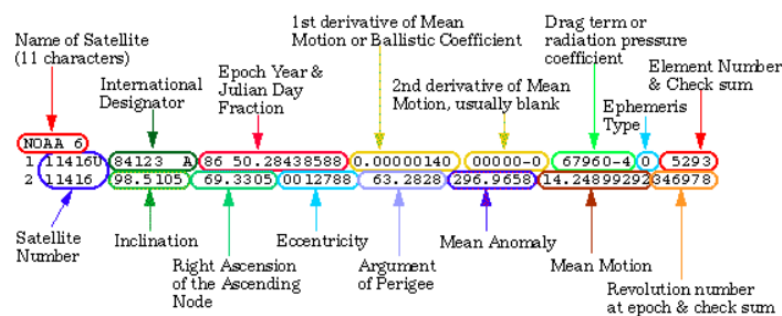 Name of Satellite
(11 characters)
International
Designator
Epoch Year &
Julian Day
Fraction
1st derivative of Mean
Motion or Ballistic Coefficient
2nd derivative of Mean
Motion, usually blank
Drag term or
radiation pressure
coefficient
Ephemeris
Type
Element Number
& Check sum
NOAA 6
1 11416U 84123 A 86 50.28438588 0.00000140 00000-0 67960-4 0 5293
2 11416 98.5105 69.3305 0012788 63.2828 296.9658 14.24899292346978
Satellite
Number
Inclination
Right Ascension
of the Ascending
Node
Eccentricity
Argument
of Perigee
Mean Anomaly
Mean Motion
Revolution number
at epoch & check sum